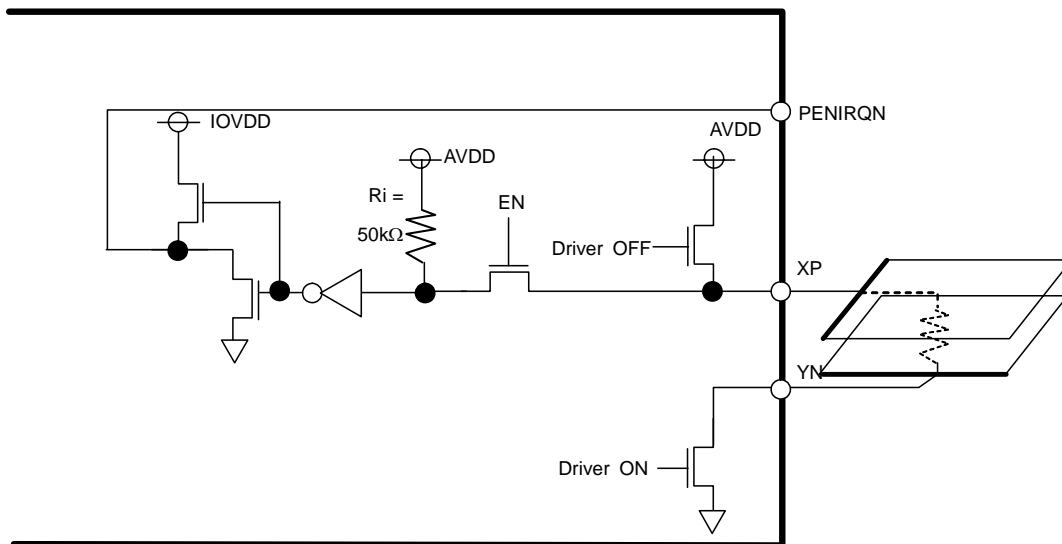 PENIRQN
IOVDD
AVDD
AVDD
Ri =
50kΩ
EN
Driver OFF
XP
YN
Driver ON